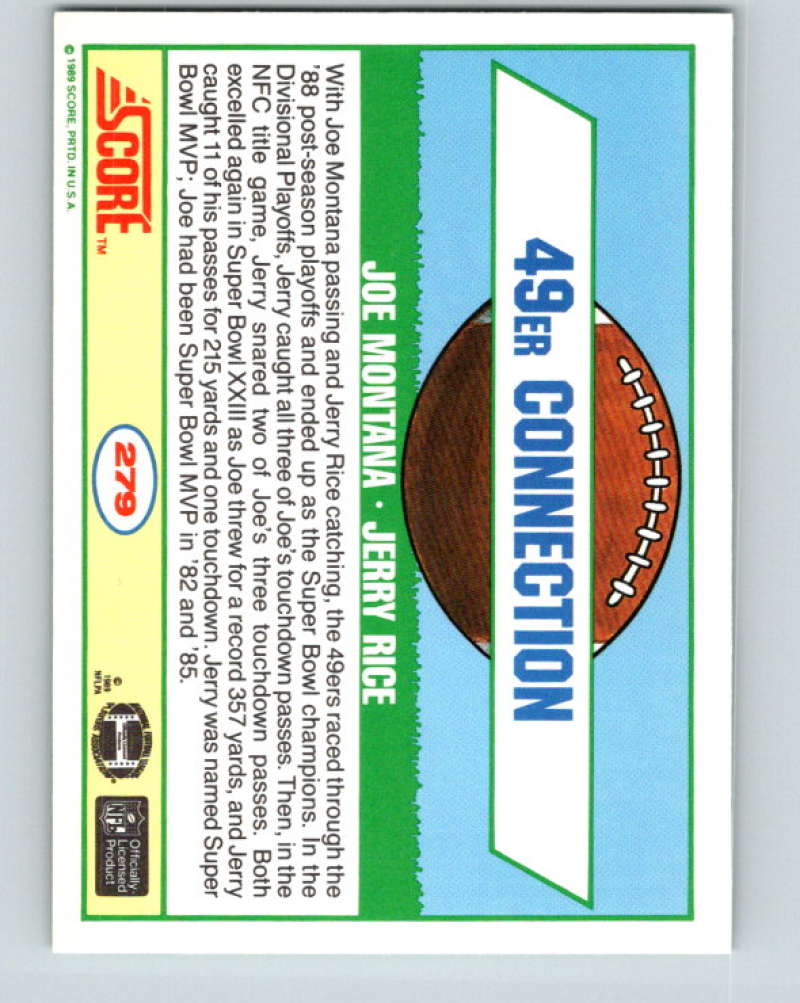 49ER CONNECTION
JOE MONTANA · JERRY RICE
With Joe Montana passing and Jerry Rice catching, the 49ers raced through the
'88 post-season playoffs and ended up as the Super Bowl champions. In the
Divisional Playoffs, Jerry caught all three of Joe's touchdown passes. Then, in the
NFC title game, Jerry snared two of Joe's three touchdown passes. Both
excelled again in Super Bowl XXIII as Joe threw for a record 357 yards, and Jerry
caught 11 of his passes for 215 yards and one touchdown. Jerry was named Super
Bowl MVP; Joe had been Super Bowl MVP in '82 and '85.
SCORE™
279
©
1989
NFLPA
NFL
Officially
Licensed
Product
© 1989 SCORE, PRTD. IN U.S.A.